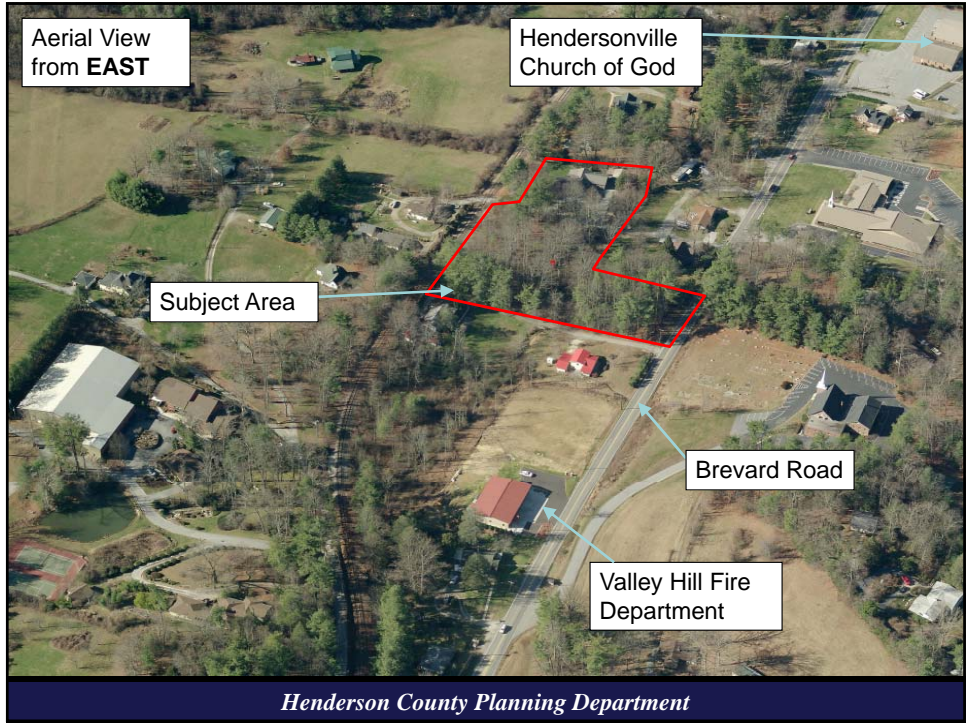 Aerial View
from EAST
Hendersonville
Church of God
Subject Area
Brevard Road
Valley Hill Fire
Department
Henderson County Planning Department